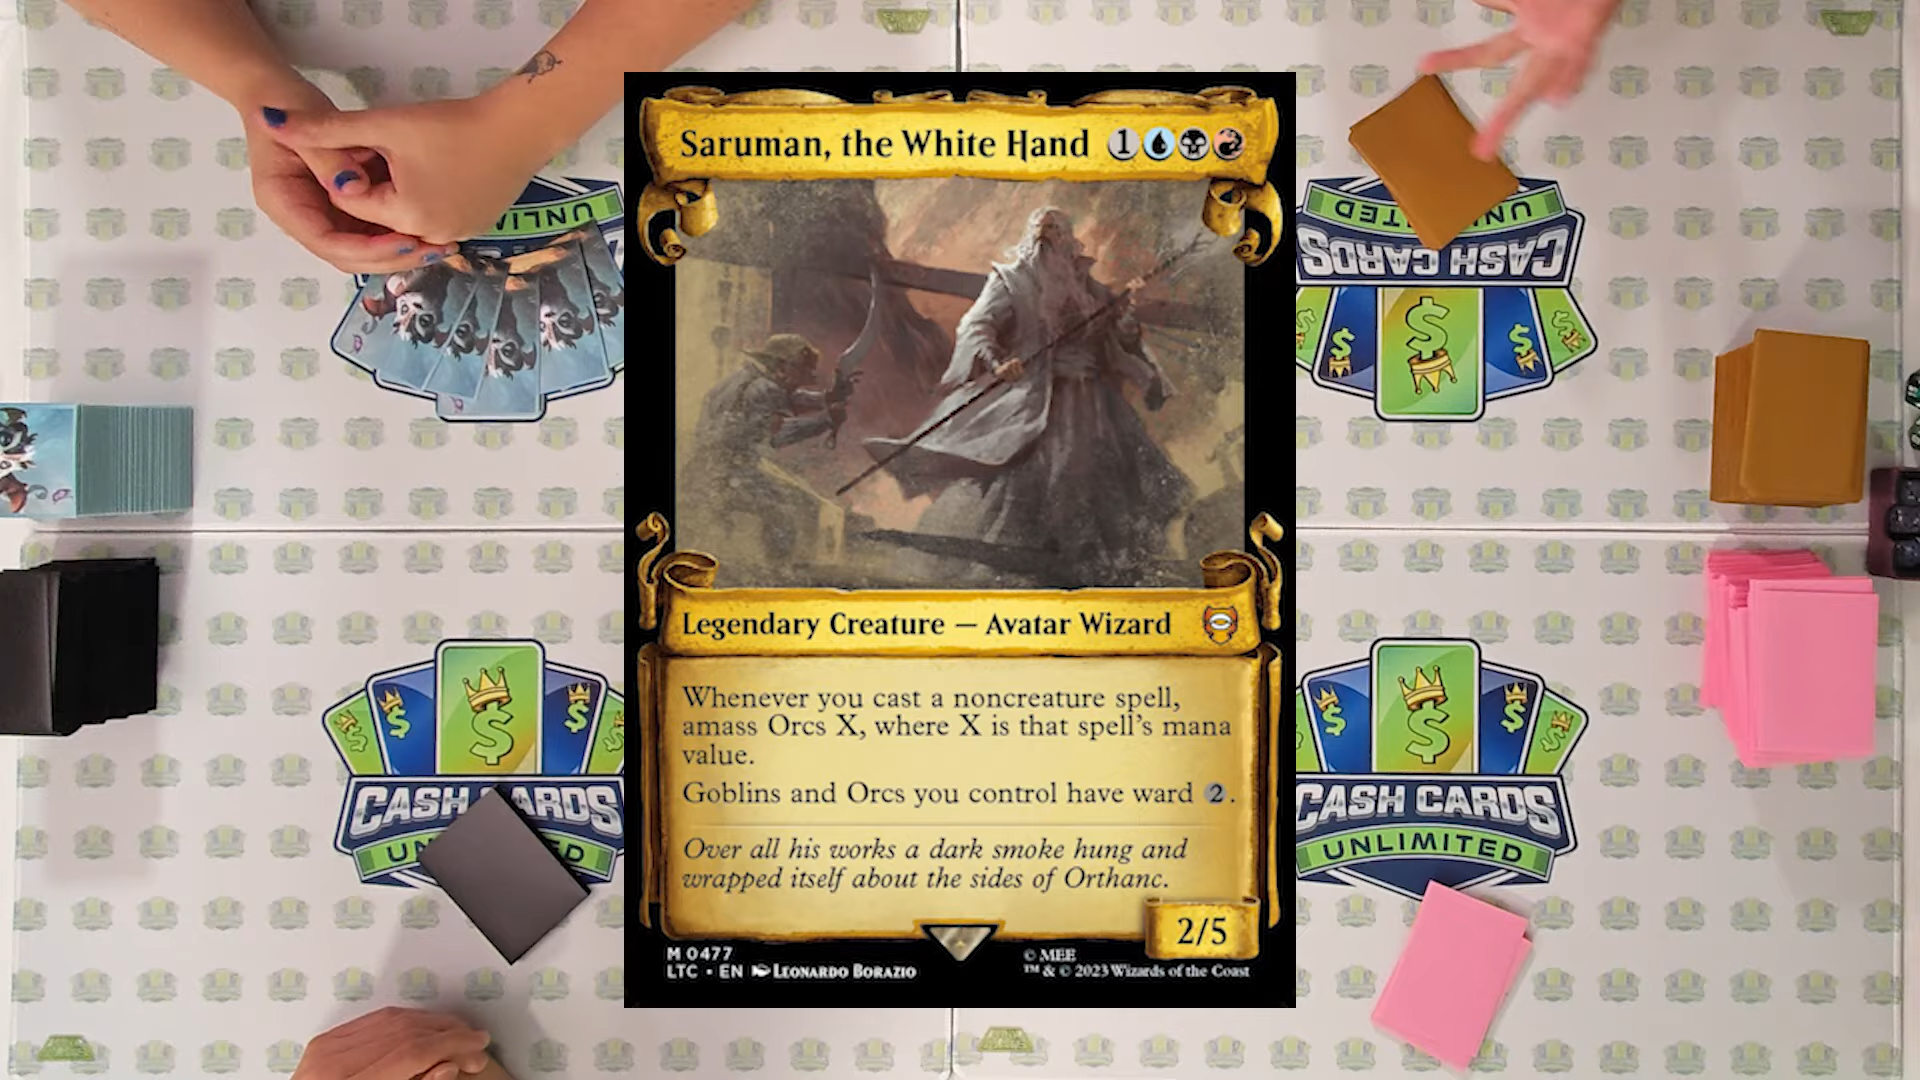 Saruman, the White Hand 1
Legendary Creature — Avatar Wizard
Whenever you cast a noncreature spell,
amass Orcs X, where X is that spell's mana
value.
Goblins and Orcs you control have ward 2.
Over all his works a dark smoke hung and
wrapped itself about the sides of Orthanc.
2/5
M 0477
LTC • EN LEONARDO BORAZIO
© MEE
™ & © 2023 Wizards of the Coast
UNLIMITED
CASH CARDS
CASH CARDS
CASH CARDS
UNLIMITED